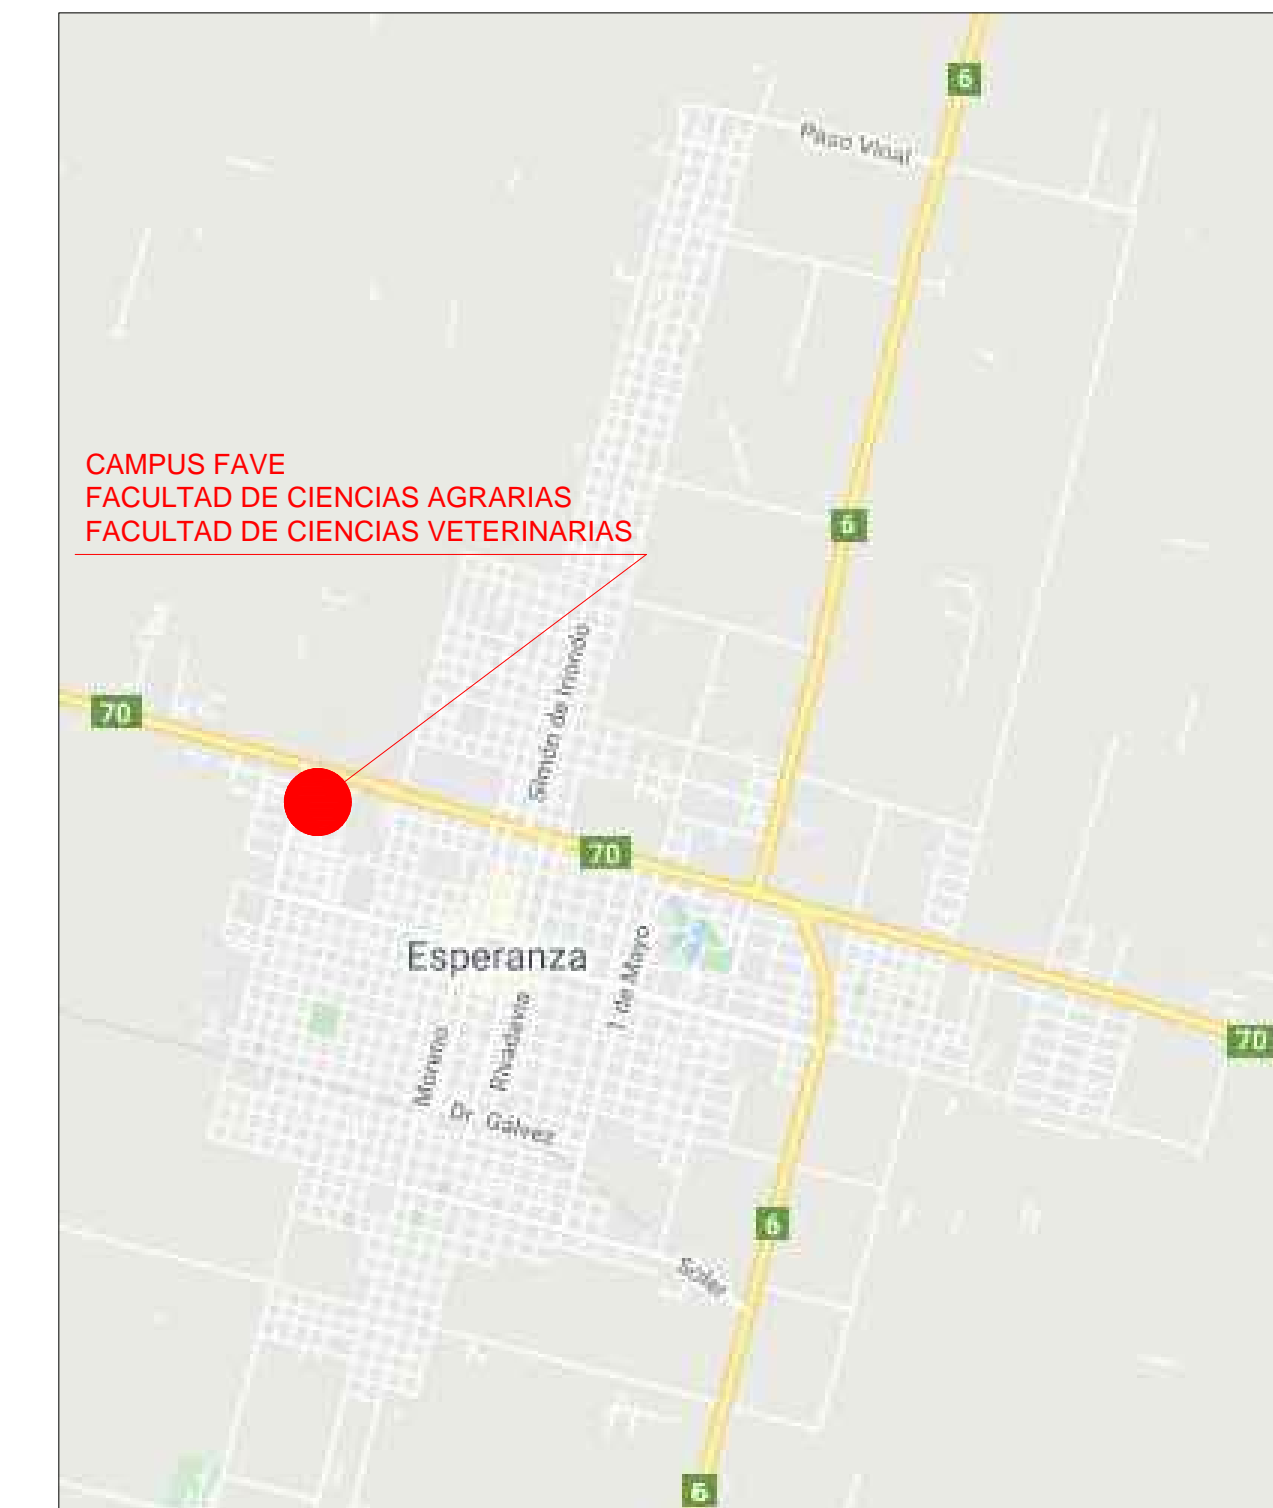 6
Paso Vinal
CAMPUS FAVE
FACULTAD DE CIENCIAS AGRARIAS
FACULTAD DE CIENCIAS VETERINARIAS
6
Simón de Iriondo
70
70
Esperanza
1 de Mayo
Rivadavia
Moreno
70
Dr. Gálvez
6
Soler
6